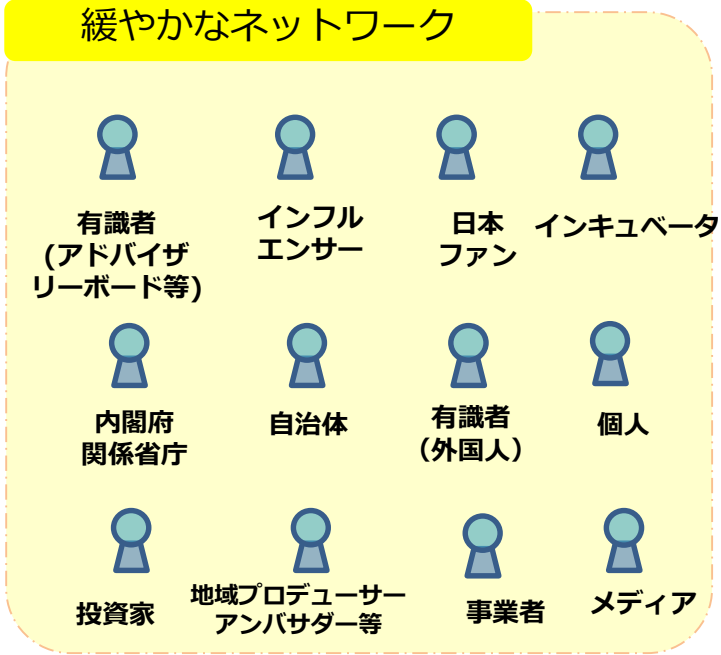 緩やかなネットワーク
有識者
(アドバイザ
リーボード等)
インフル
エンサー
日本
ファン
インキュベータ
内閣府
関係省庁
自治体
有識者
（外国人）
個人
投資家
地域プロデューサー
アンバサダー等
事業者
メディア